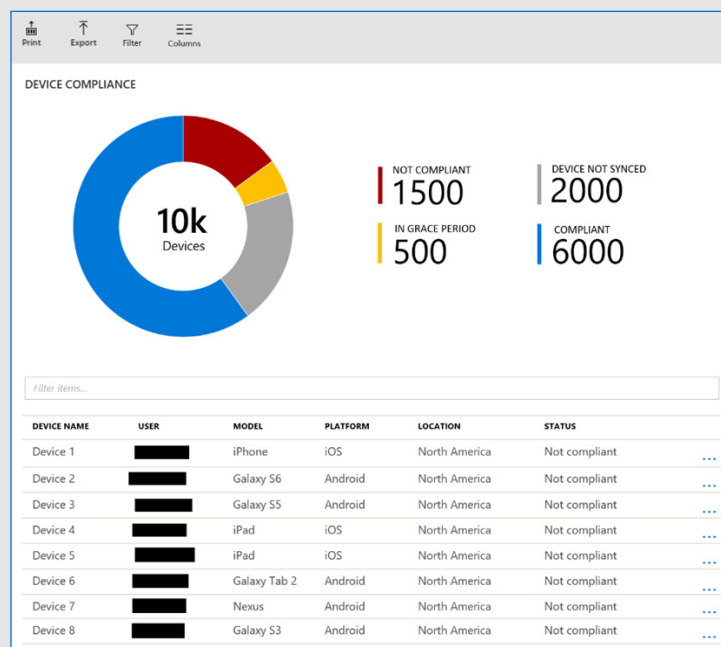 Print Export Filter Columns
DEVICE COMPLIANCE
10k
Devices
NOT COMPLIANT
1500
DEVICE NOT SYNCED
2000
IN GRACE PERIOD
500
COMPLIANT
6000
Filter items...
DEVICE NAME USER MODEL PLATFORM LOCATION STATUS
Device 1 iPhone iOS North America Not compliant ...
Device 2 Galaxy S6 Android North America Not compliant ...
Device 3 Galaxy S5 Android North America Not compliant ...
Device 4 iPad iOS North America Not compliant ...
Device 5 iPad iOS North America Not compliant ...
Device 6 Galaxy Tab 2 Android North America Not compliant ...
Device 7 Nexus Android North America Not compliant ...
Device 8 Galaxy S3 Android North America Not compliant ...